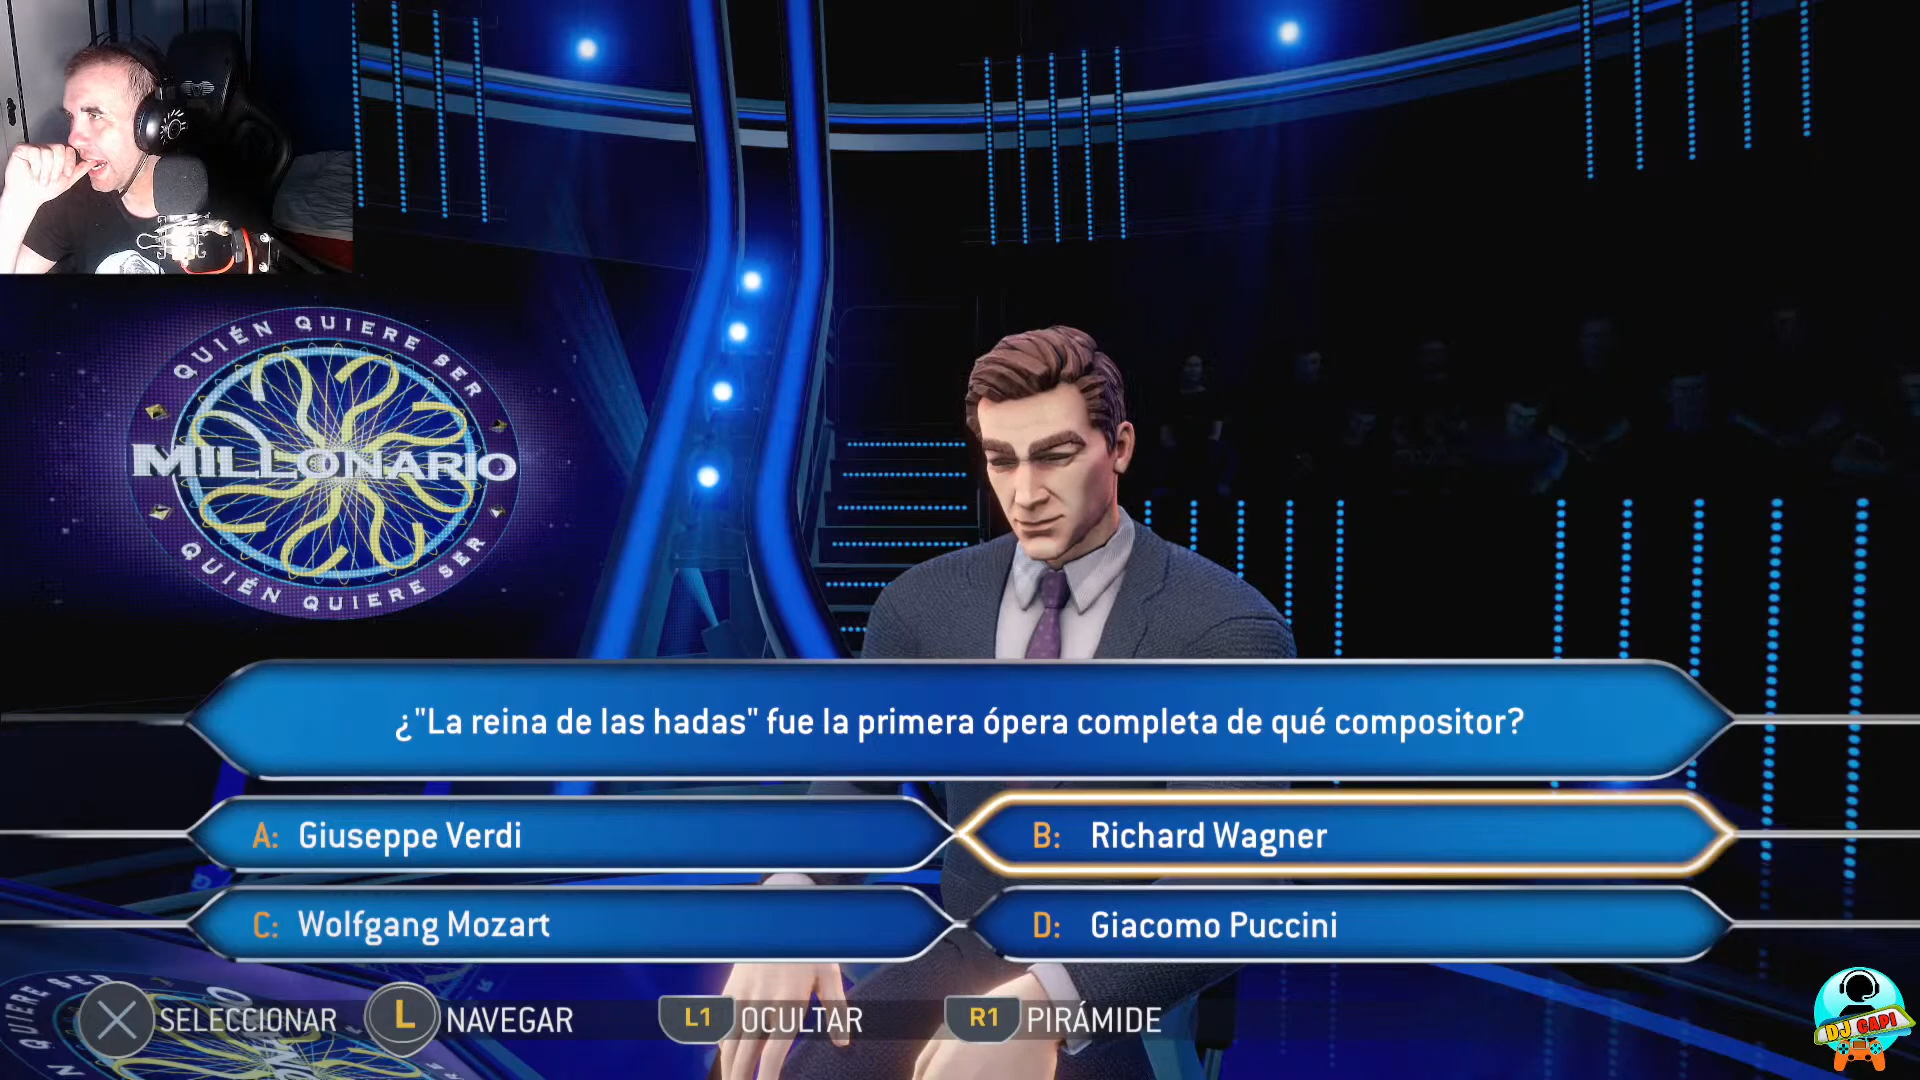 QUIÉN QUIERE SER
MILLONARIO
QUIÉN QUIERE SER
¿"La reina de las hadas" fue la primera ópera completa de qué compositor?
A: Giuseppe Verdi
B: Richard Wagner
C: Wolfgang Mozart
D: Giacomo Puccini
SELECCIONAR
L NAVEGAR
L1 OCULTAR
R1 PIRÁMIDE
DJ CAPI